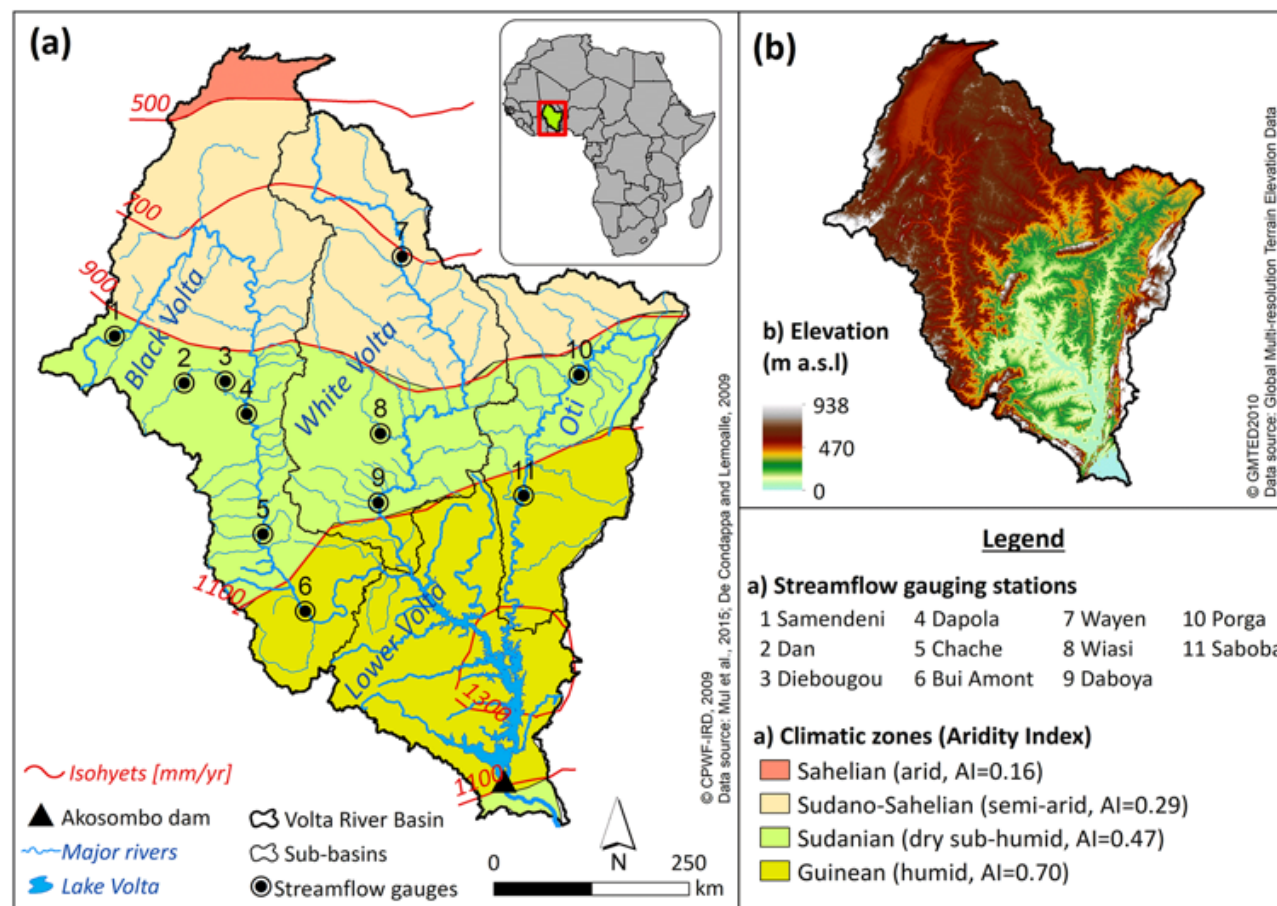 (a)
500
700
900
1100
1300
1100
Black Volta
White Volta
Oti
Lower Volta
1
2
3
4
5
6
7
8
9
10
11
Isohyets [mm/yr]
Akosombo dam
Major rivers
Lake Volta
Volta River Basin
Sub-basins
Streamflow gauges
N
0 250
km
© CPWF-IRD, 2009
Data source: Mul et al., 2015; De Condappa and Lemoalle, 2009
(b)
b) Elevation
(m a.s.l)
938
470
0
© GMTED2010
Data source: Global Multi-resolution Terrain Elevation Data
Legend
a) Streamflow gauging stations
1 Samendeni 4 Dapola 7 Wayen 10 Porga
2 Dan 5 Chache 8 Wiasi 11 Saboba
3 Diebougou 6 Bui Amont 9 Daboya
a) Climatic zones (Aridity Index)
Sahelian (arid, AI=0.16)
Sudano-Sahelian (semi-arid, AI=0.29)
Sudanian (dry sub-humid, AI=0.47)
Guinean (humid, AI=0.70)